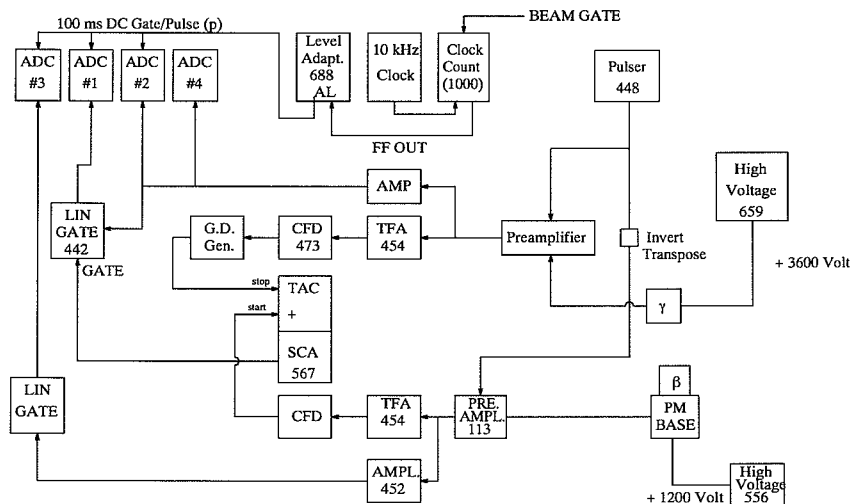 BEAM GATE
100 ms DC Gate/Pulse (p)
ADC
#3
ADC
#1
ADC
#2
ADC
#4
Level
Adapt.
688
AL
10 kHz
Clock
Clock
Count
(1000)
Pulser
448
FF OUT
High
Voltage
659
AMP
LIN
GATE
442
GATE
G.D.
Gen.
CFD
473
TFA
454
Preamplifier
Invert
Transpose
+ 3600 Volt
stop
TAC
start
+
SCA
567
γ
LIN
GATE
CFD
TFA
454
PRE.
AMPL.
113
β
PM
BASE
AMPL.
452
+ 1200 Volt
High
Voltage
556